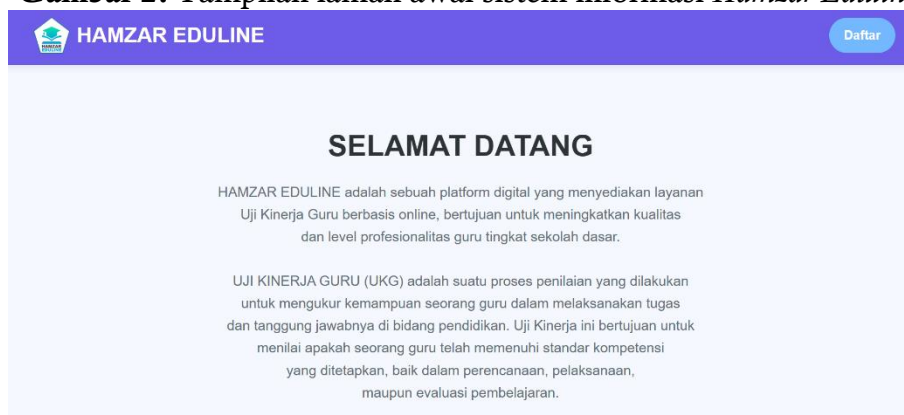 HAMZAR EDULINE
Daftar
SELAMAT DATANG
HAMZAR EDULINE adalah sebuah platform digital yang menyediakan layanan
Uji Kinerja Guru berbasis online, bertujuan untuk meningkatkan kualitas
dan level profesionalitas guru tingkat sekolah dasar.
UJI KINERJA GURU (UKG) adalah suatu proses penilaian yang dilakukan
untuk mengukur kemampuan seorang guru dalam melaksanakan tugas
dan tanggung jawabnya di bidang pendidikan. Uji Kinerja ini bertujuan untuk
menilai apakah seorang guru telah memenuhi standar kompetensi
yang ditetapkan, baik dalam perencanaan, pelaksanaan,
maupun evaluasi pembelajaran.